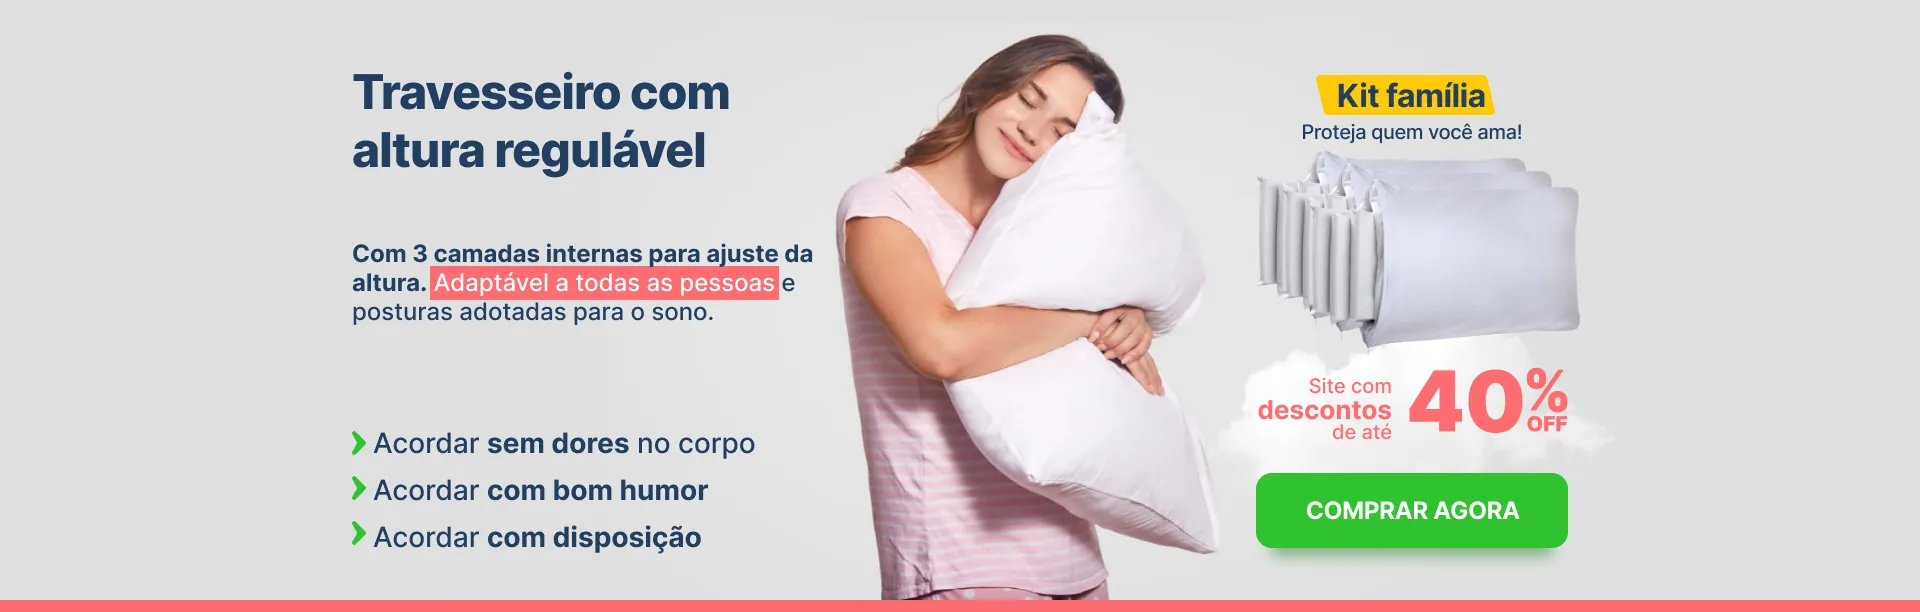 Travesseiro com
altura regulável
Com 3 camadas internas para ajuste da
altura. Adaptável a todas as pessoas e
posturas adotadas para o sono.
Acordar sem dores no corpo
Acordar com bom humor
Acordar com disposição
Kit família
Proteja quem você ama!
Site com
descontos
de até
40%
OFF
COMPRAR AGORA